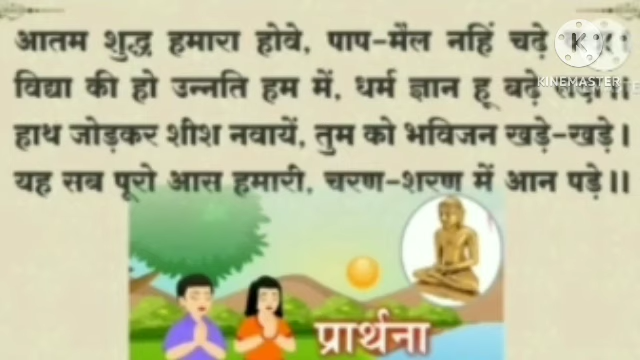 आतम शुद्ध हमारा होवे, पाप-मैल नहिं चढ़े
विद्या की हो उन्नति हम में, धर्म ज्ञान हू बढ़े
हाथ जोड़कर शीश नवायें, तुम को भविजन खड़े-खड़े।
यह सब पूरो आस हमारी, चरण-शरण में आन पड़े।।
प्रार्थना
K
KINEMASTER